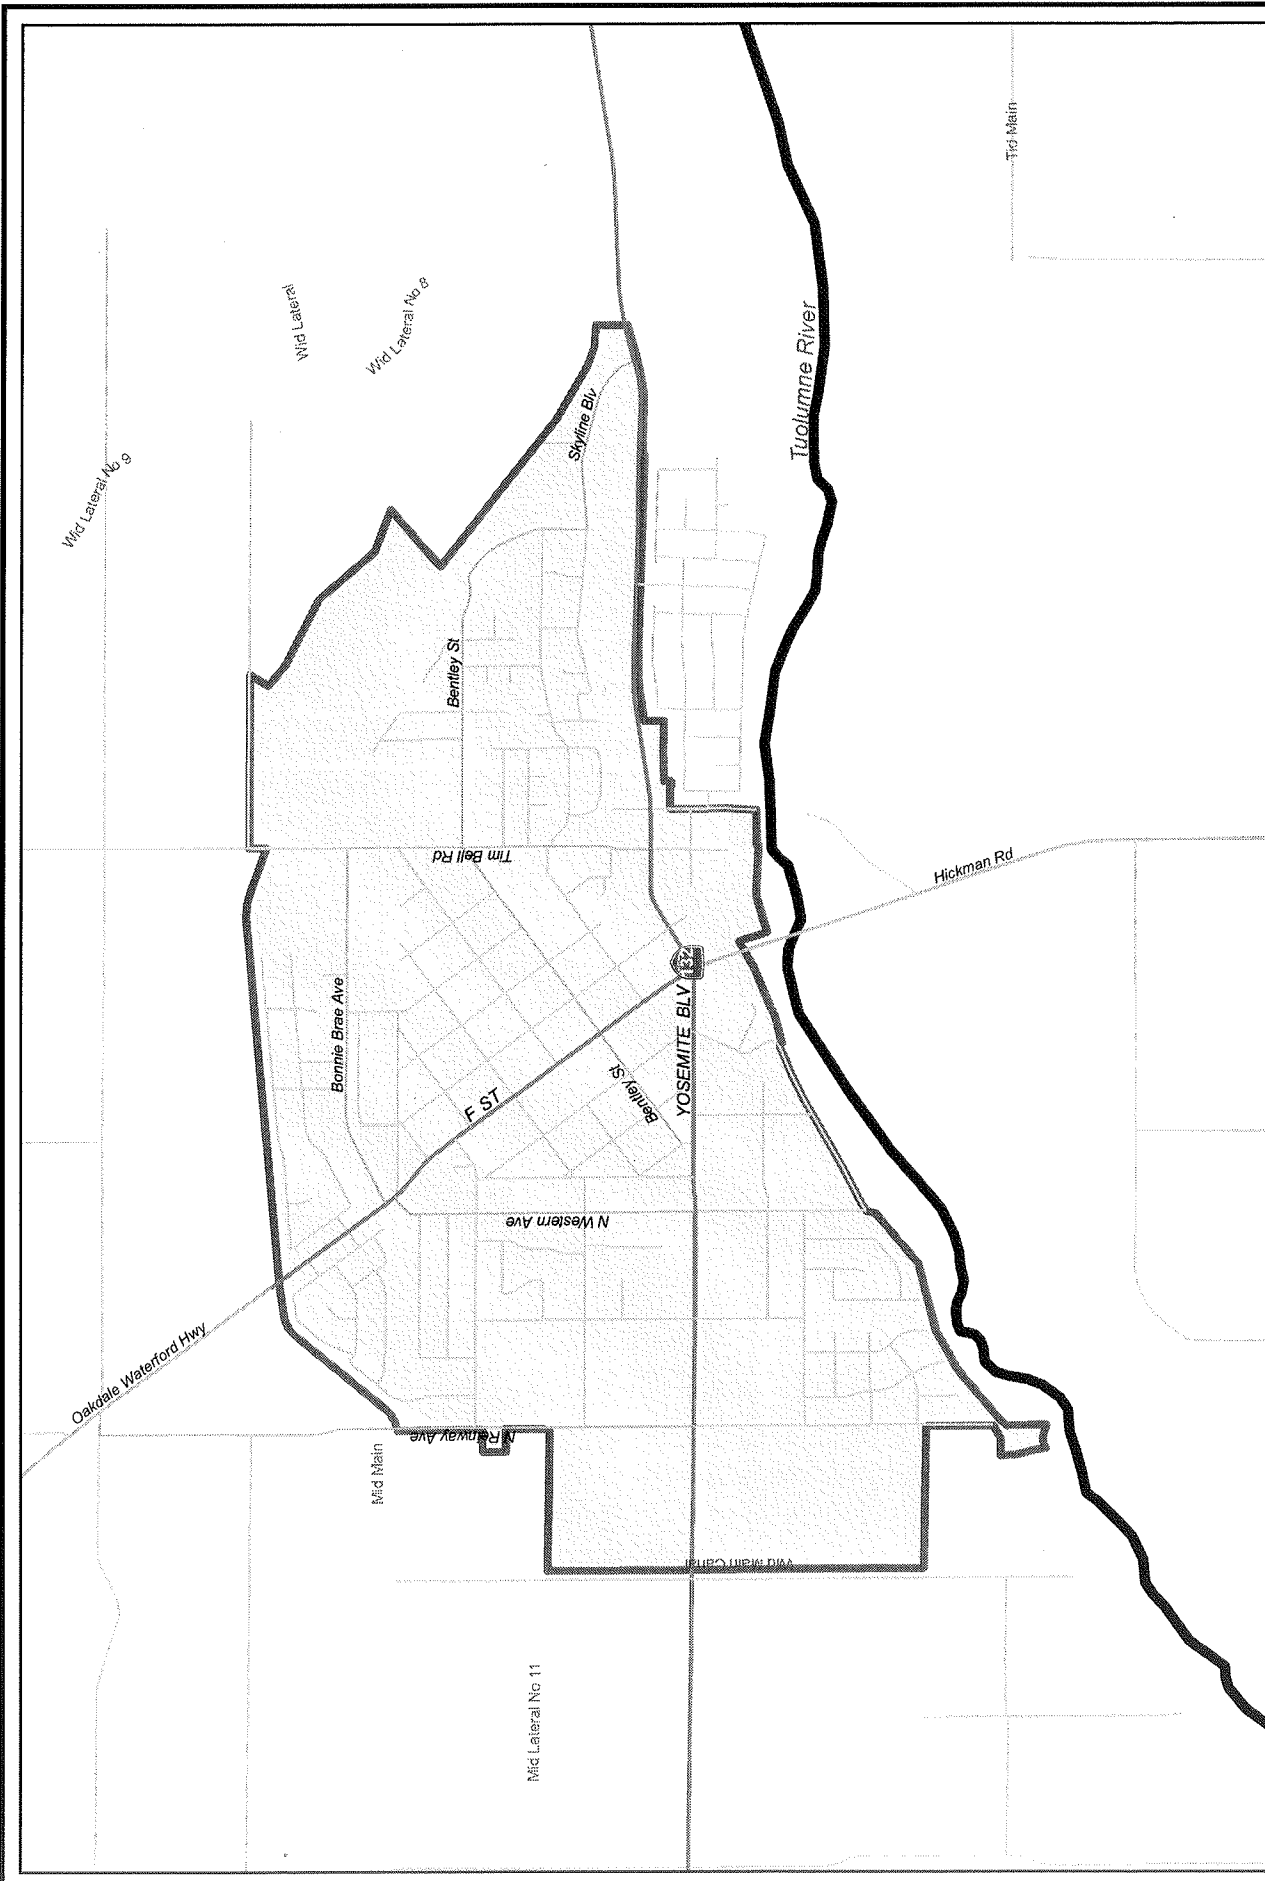 Tid Main
Wid Lateral
Wid Lateral No 8
Tuolumne River
Skyline Blv
Wid Lateral No 9
Bentley St
Tim Bell Rd
Hickman Rd
132
Bonnie Brae Ave
YOSEMITE BLV
F ST
Bentley St
N Western Ave
Oakdale Waterford Hwy
N Reinway Ave
Mid Main
Mid Main Canal
Mid Lateral No 11